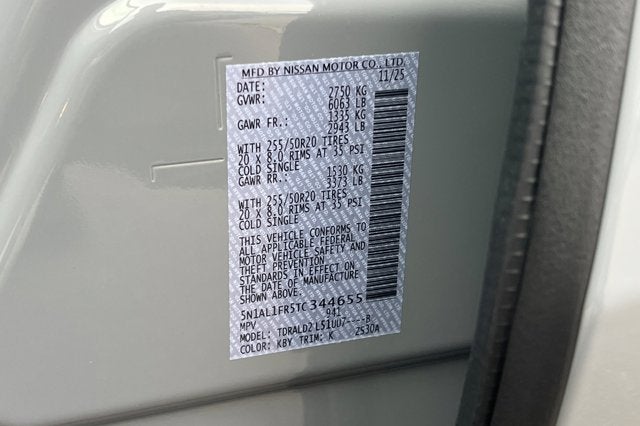 MFD BY NISSAN MOTOR CO., LTD.
DATE: 11/25
GVWR: 2750 KG
6063 LB
GAWR FR.: 1335 KG
2943 LB
WITH 255/50R20 TIRES
20 X 8.0 RIMS AT 35 PSI
COLD SINGLE
GAWR RR.: 1530 KG
3373 LB
WITH 255/50R20 TIRES
20 X 8.0 RIMS AT 35 PSI
COLD SINGLE
THIS VEHICLE CONFORMS TO
ALL APPLICABLE FEDERAL
MOTOR VEHICLE SAFETY AND
THEFT PREVENTION
STANDARDS IN EFFECT ON
THE DATE OF MANUFACTURE
SHOWN ABOVE.
5N1AL1FR5TC344655
MPV 941
MODEL: TDRALD2L51UU7----B
COLOR: KBY TRIM: K 2S30A